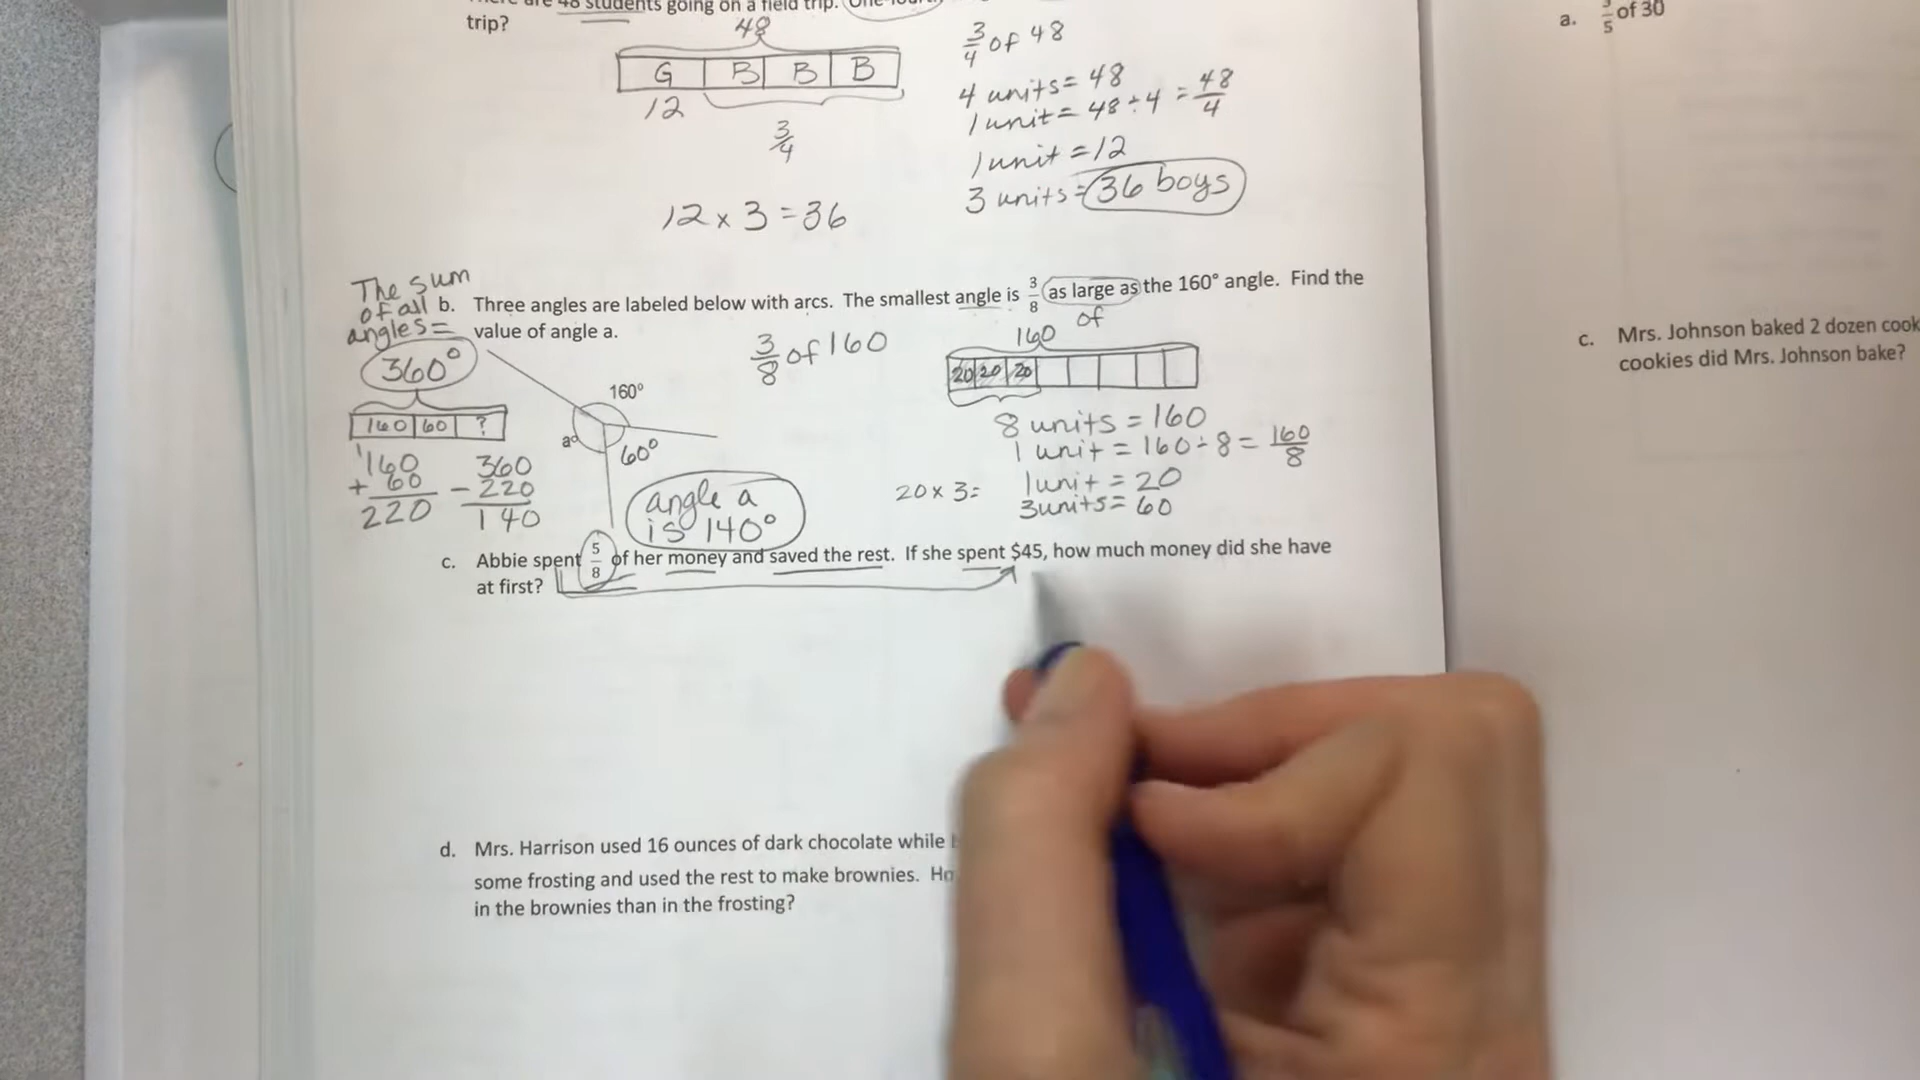 48 students going on a field trip.
trip?
48
G B B B
12
3/4
12 x 3 = 36
3/4 of 48
4 units = 48
1 unit = 48 ÷ 4 = 48/4
1 unit = 12
3 units = 36 boys
The sum
of all
angles =
360°
160 60 ?
160
+ 60
220
360
- 220
140
b. Three angles are labeled below with arcs. The smallest angle is 3/8 as large as the 160° angle. Find the
value of angle a.
of
160°
a°
60°
3/8 of 160
angle a
is 140°
160
20 20 20
8 units = 160
1 unit = 160 ÷ 8 = 160/8
1 unit = 20
20 x 3 =
3 units = 60
c. Abbie spent 5/8 of her money and saved the rest. If she spent $45, how much money did she have
at first?
d. Mrs. Harrison used 16 ounces of dark chocolate while
some frosting and used the rest to make brownies.
in the brownies than in the frosting?
a. 3/5 of 30
c. Mrs. Johnson baked 2 dozen
cookies did Mrs. Johnson bake?